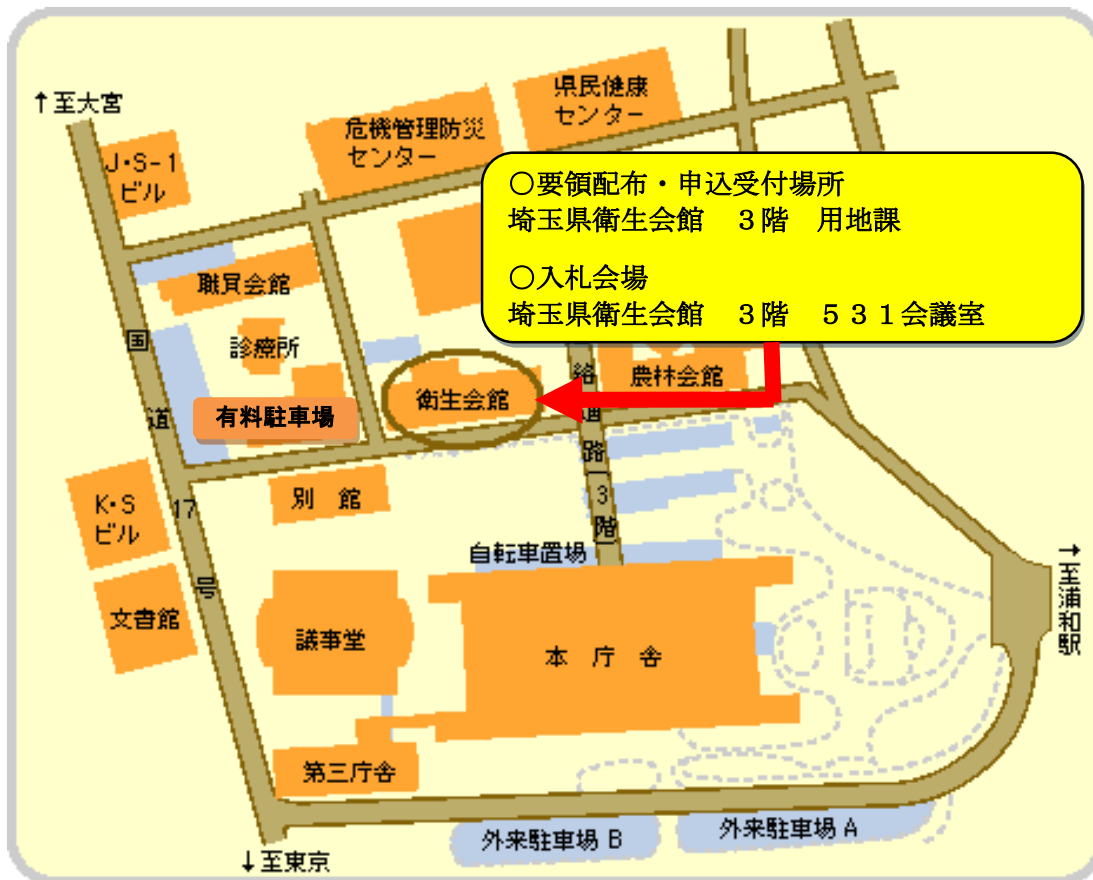 ↑至大宮
県民健康
センター
危機管理防災
センター
J・S-1
ビル
○要領配布・申込受付場所
埼玉県衛生会館　３階　用地課
○入札会場
埼玉県衛生会館　３階　５３１会議室
職員会館
診療所
有料駐車場
衛生会館
農林会館
国道17号
絡通路(3階)
K・S
ビル
別館
自転車置場
文書館
議事堂
本庁舎
↑至浦和駅
第三庁舎
外来駐車場 B
外来駐車場 A
↓至東京